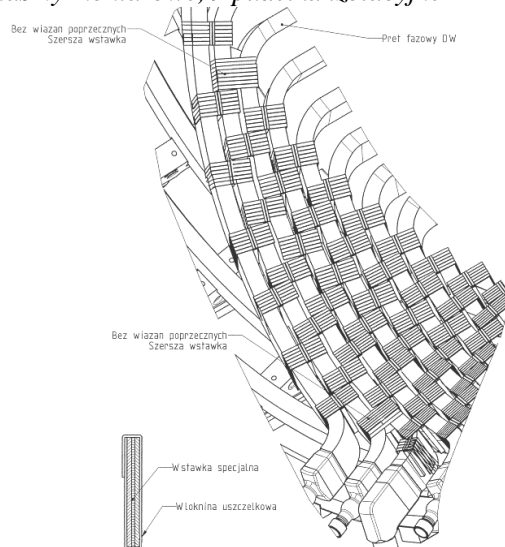 Bez wiazan poprzecznych
Szersza wstawka
Pret fazowy DW
Bez wiazan poprzecznych
Szersza wstawka
Wstawka specjalna
Wloknina uszczelkowa